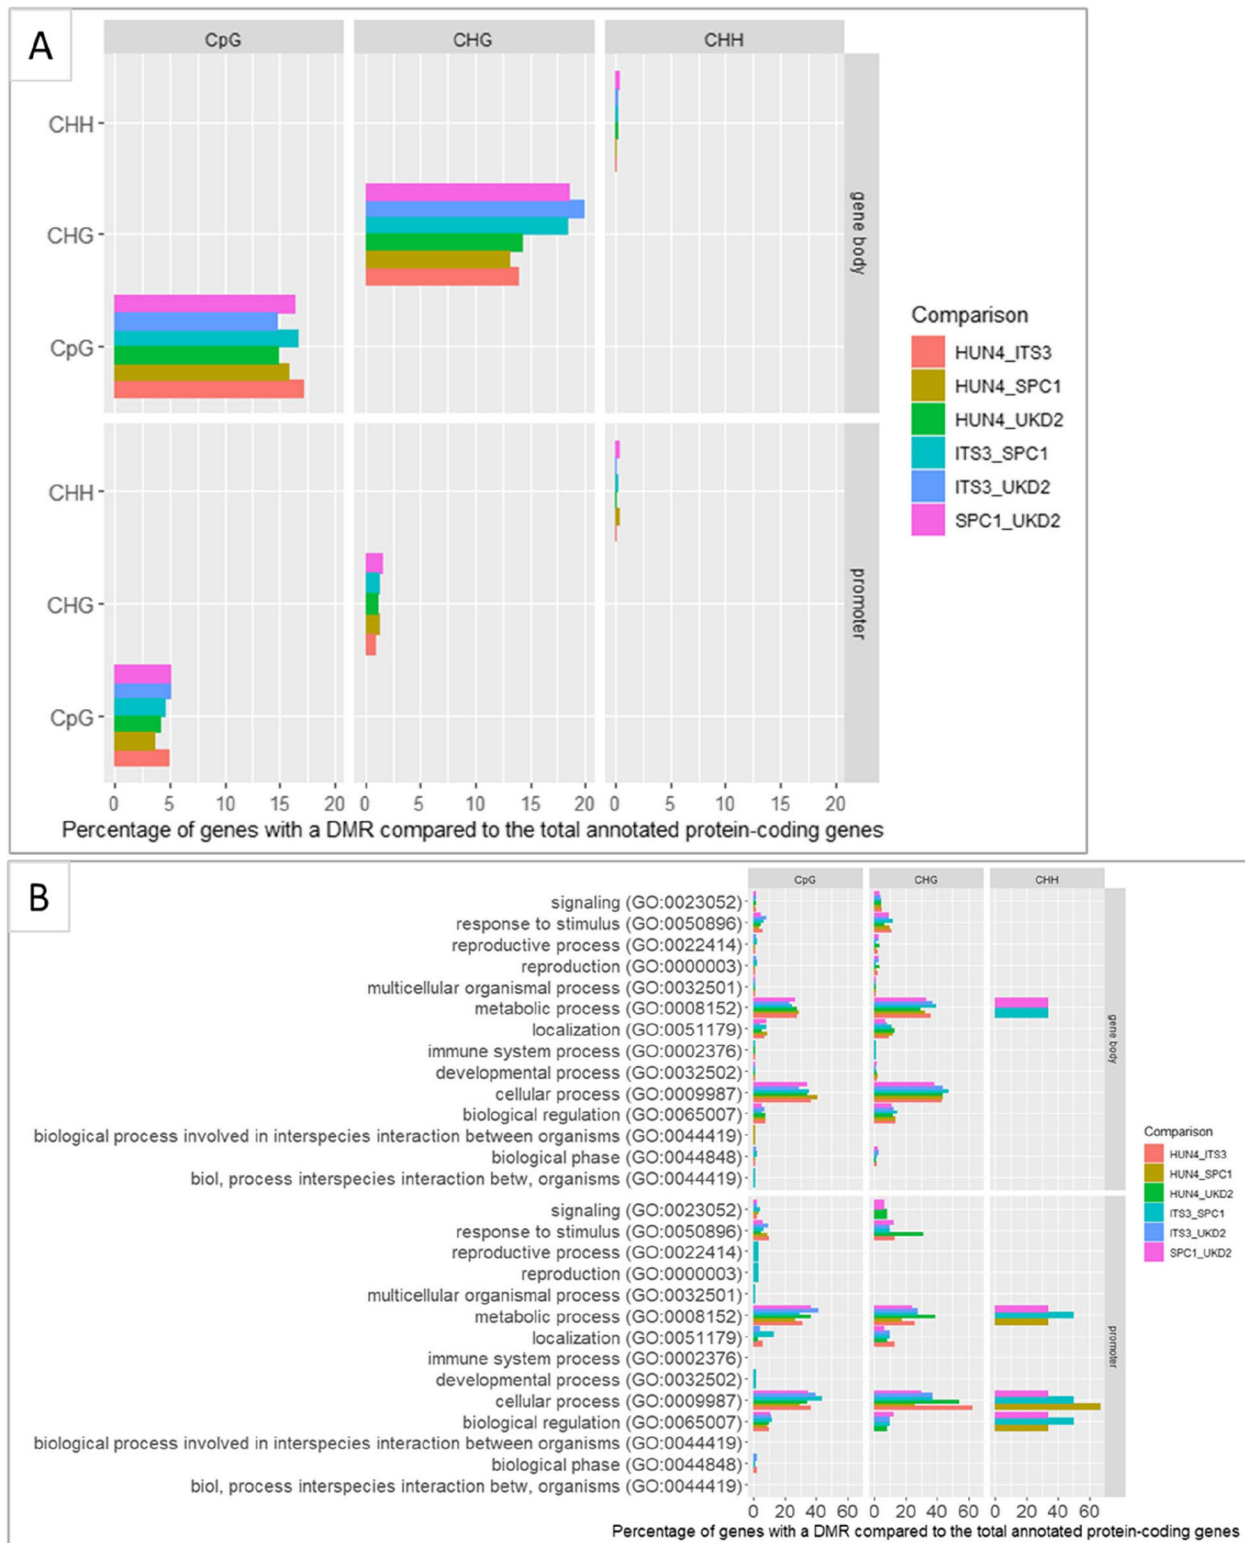 A
CpG CHG CHH
CHH
CHG
CpG
gene body
CHH
CHG
CpG
promoter
0 5 10 15 20 0 5 10 15 20 0 5 10 15 20
Percentage of genes with a DMR compared to the total annotated protein-coding genes
Comparison
HUN4_ITS3
HUN4_SPC1
HUN4_UKD2
ITS3_SPC1
ITS3_UKD2
SPC1_UKD2
B
CpG CHG CHH
signaling (GO:0023052)
response to stimulus (GO:0050896)
reproductive process (GO:0022414)
reproduction (GO:0000003)
multicellular organismal process (GO:0032501)
metabolic process (GO:0008152)
localization (GO:0051179)
immune system process (GO:0002376)
developmental process (GO:0032502)
cellular process (GO:0009987)
biological regulation (GO:0065007)
biological process involved in interspecies interaction between organisms (GO:0044419)
biological phase (GO:0044848)
biol, process interspecies interaction betw, organisms (GO:0044419)
gene body
signaling (GO:0023052)
response to stimulus (GO:0050896)
reproductive process (GO:0022414)
reproduction (GO:0000003)
multicellular organismal process (GO:0032501)
metabolic process (GO:0008152)
localization (GO:0051179)
immune system process (GO:0002376)
developmental process (GO:0032502)
cellular process (GO:0009987)
biological regulation (GO:0065007)
biological process involved in interspecies interaction between organisms (GO:0044419)
biological phase (GO:0044848)
biol, process interspecies interaction betw, organisms (GO:0044419)
promoter
0 20 40 60 0 20 40 60 0 20 40 60
Percentage of genes with a DMR compared to the total annotated protein-coding genes
Comparison
HUN4_ITS3
HUN4_SPC1
HUN4_UKD2
ITS3_SPC1
ITS3_UKD2
SPC1_UKD2